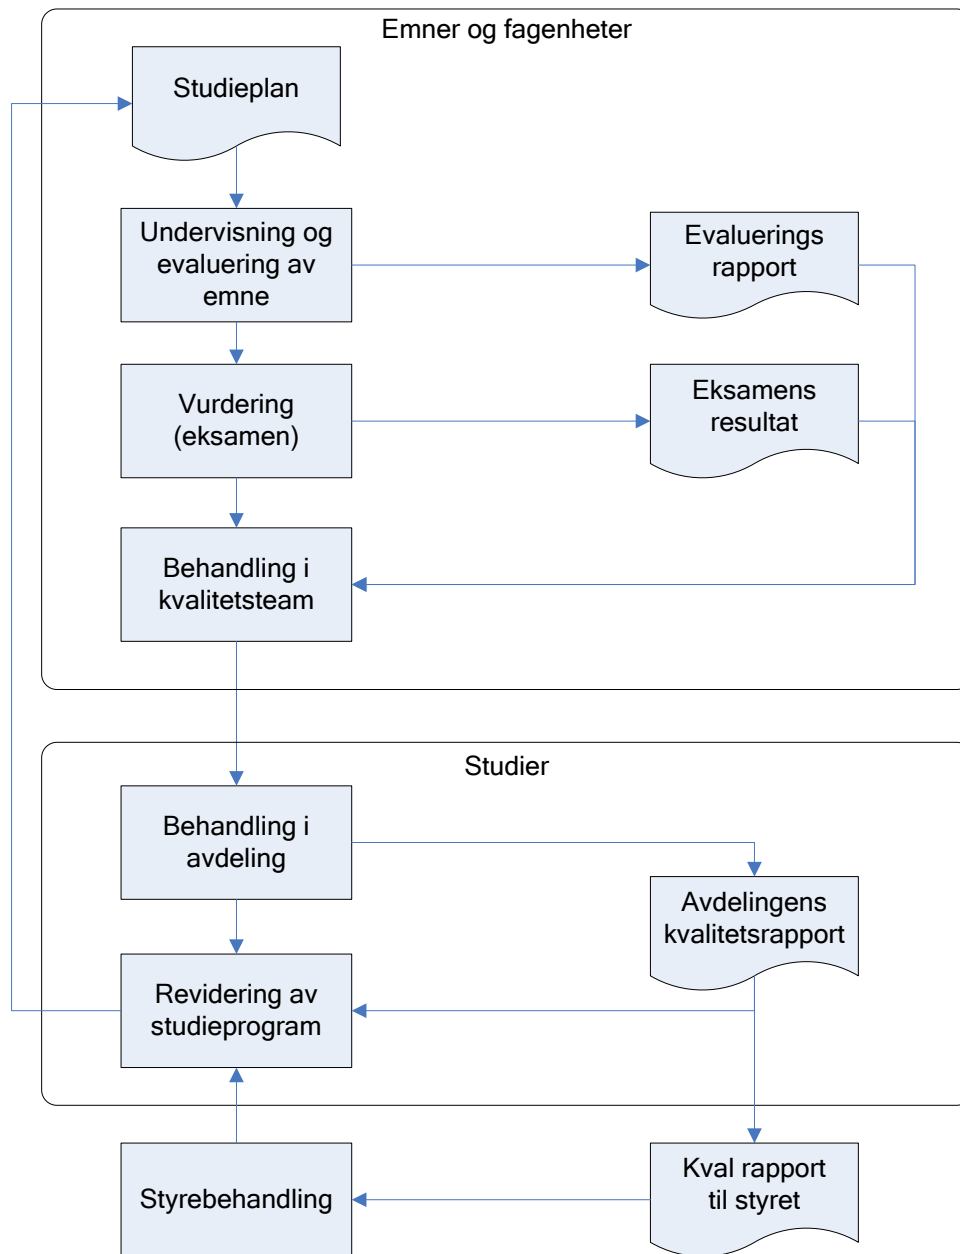 Emner og fagenheter
Studieplan
Undervisning og
evaluering av
emne
Evaluerings
rapport
Vurdering
(eksamen)
Eksamens
resultat
Behandling i
kvalitetsteam
Studier
Behandling i
avdeling
Avdelingens
kvalitetsrapport
Revidering av
studieprogram
Styrebehandling
Kval rapport
til styret